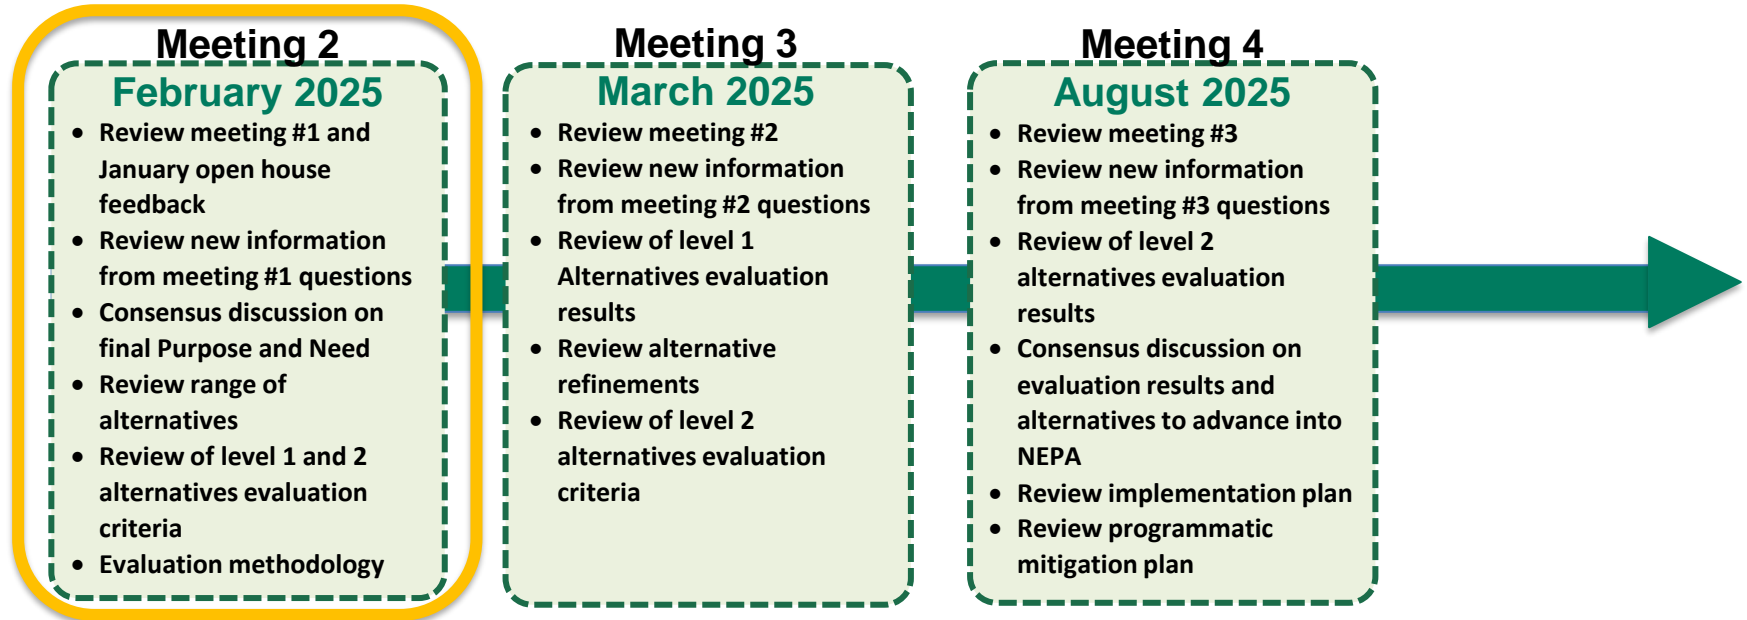 Meeting 2
February 2025
• Review meeting #1 and
January open house
feedback
• Review new information
from meeting #1 questions
• Consensus discussion on
final Purpose and Need
• Review range of
alternatives
• Review of level 1 and 2
alternatives evaluation
criteria
• Evaluation methodology
Meeting 3
March 2025
• Review meeting #2
• Review new information
from meeting #2 questions
• Review of level 1
Alternatives evaluation
results
• Review alternative
refinements
• Review of level 2
alternatives evaluation
criteria
Meeting 4
August 2025
• Review meeting #3
• Review new information
from meeting #3 questions
• Review of level 2
alternatives evaluation
results
• Consensus discussion on
evaluation results and
alternatives to advance into
NEPA
• Review implementation plan
• Review programmatic
mitigation plan